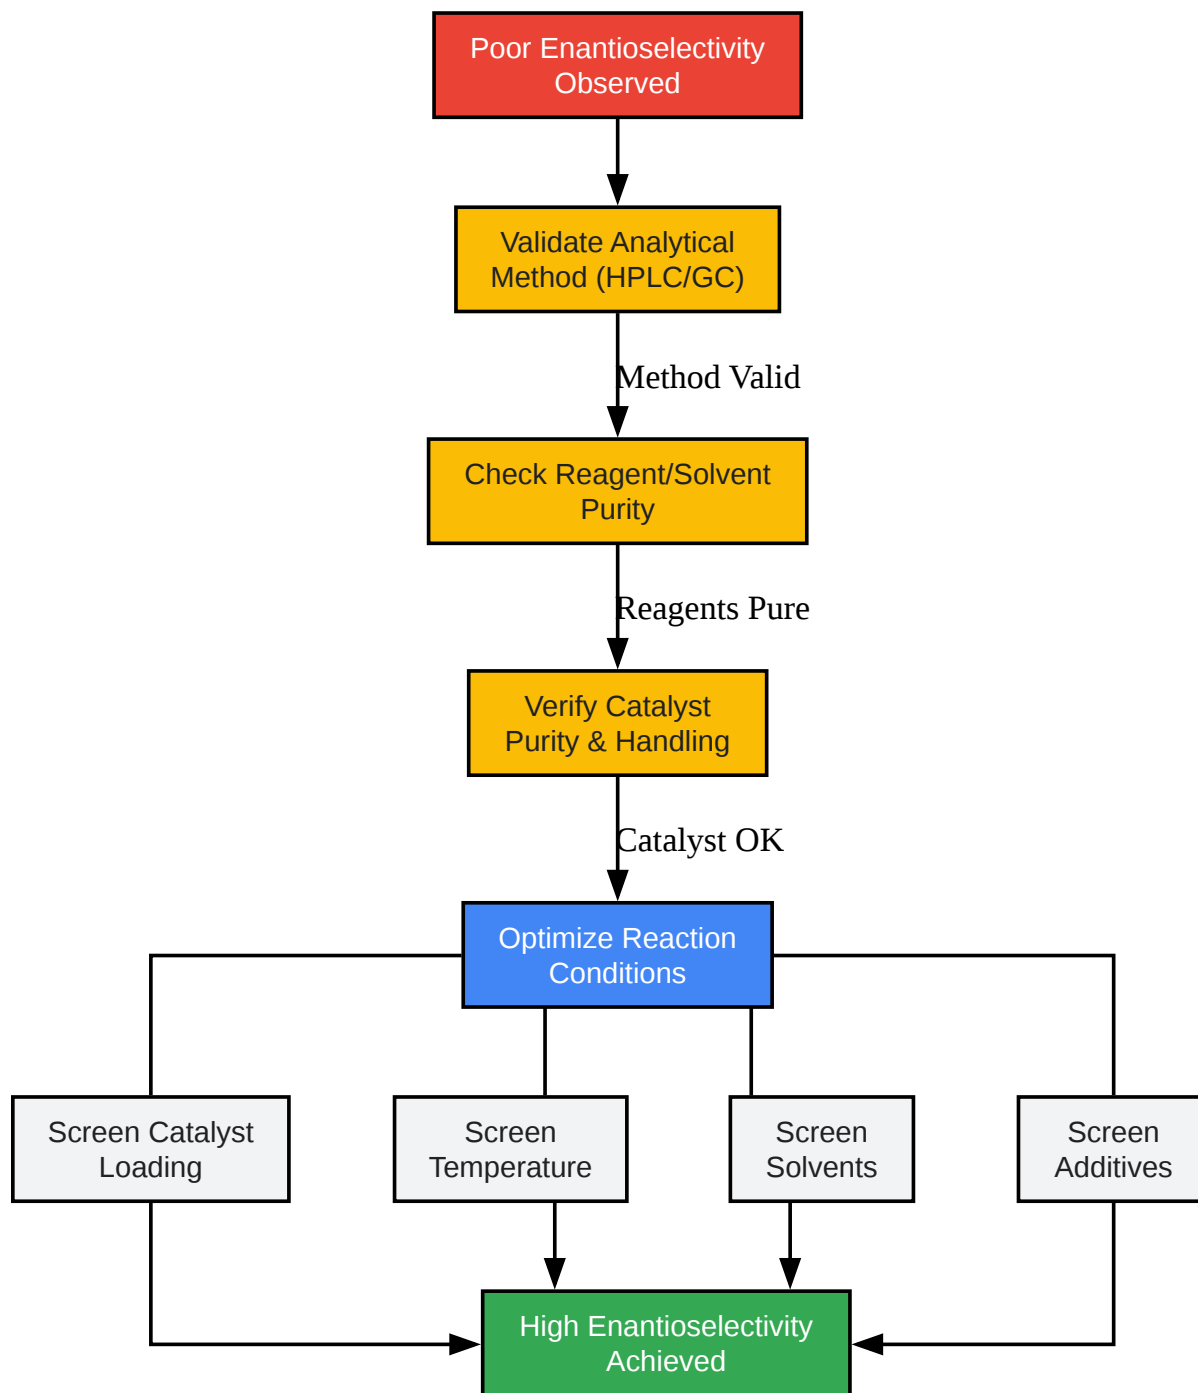 Poor Enantioselectivity
Observed
Validate Analytical
Method (HPLC/GC)
Method Valid
Check Reagent/Solvent
Purity
Reagents Pure
Verify Catalyst
Purity & Handling
Catalyst OK
Optimize Reaction
Conditions
Screen Catalyst
Loading
Screen
Temperature
Screen
Solvents
Screen
Additives
High Enantioselectivity
Achieved